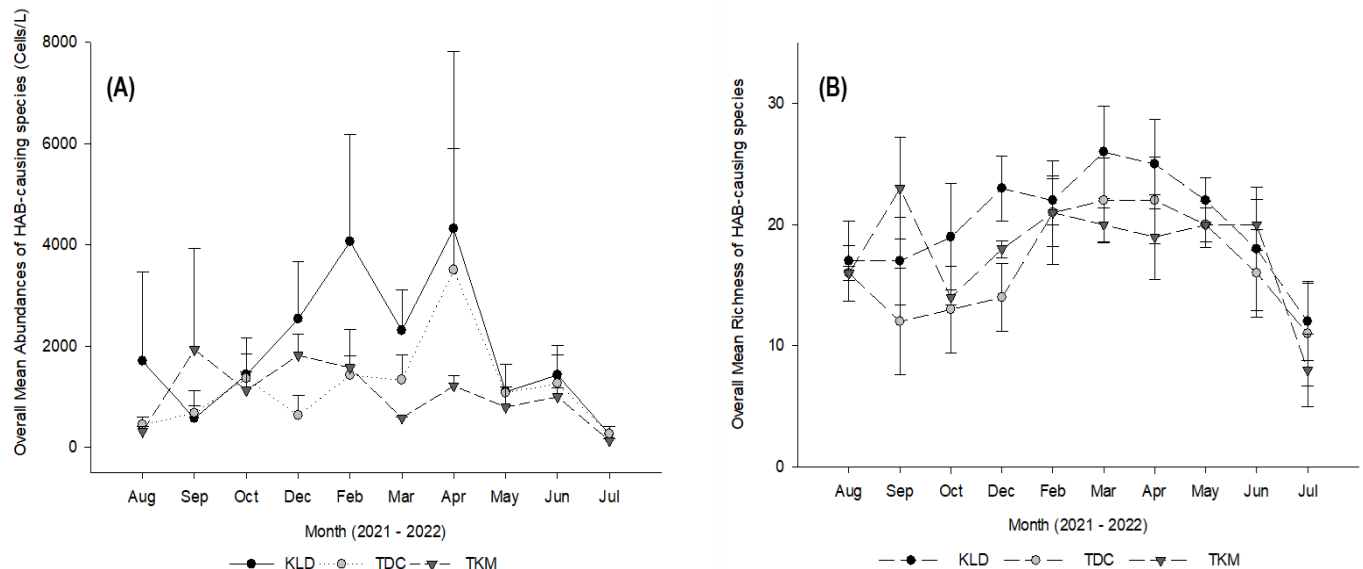 Overall Mean Abundances of HAB-causing species (Cells/L)
8000
6000
4000
2000
0
(A)
Aug Sep Oct Dec Feb Mar Apr May Jun Jul
Month (2021 - 2022)
KLD TDC TKM
Overall Mean Richness of HAB-causing species
30
20
10
0
(B)
Aug Sep Oct Dec Feb Mar Apr May Jun Jul
Month (2021 - 2022)
KLD TDC TKM